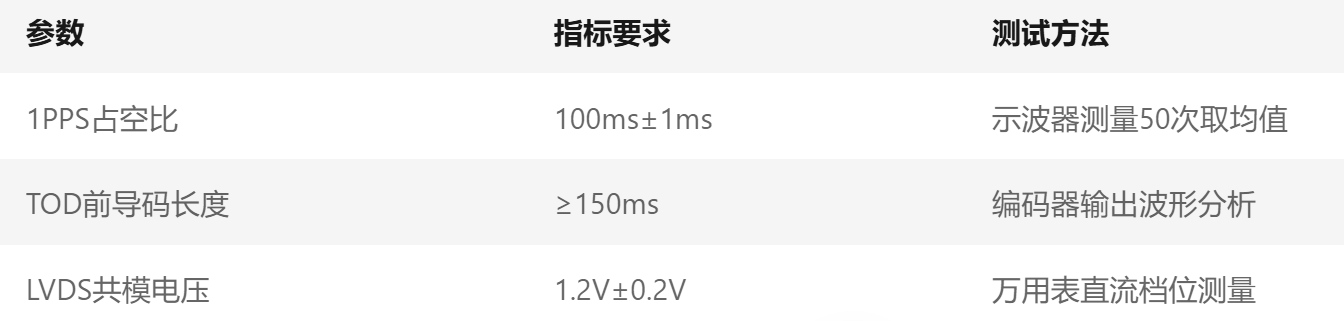 参数 指标要求 测试方法
1PPS占空比 100ms±1ms 示波器测量50次取均值
TOD前导码长度 ≥150ms 编码器输出波形分析
LVDS共模电压 1.2V±0.2V 万用表直流档位测量